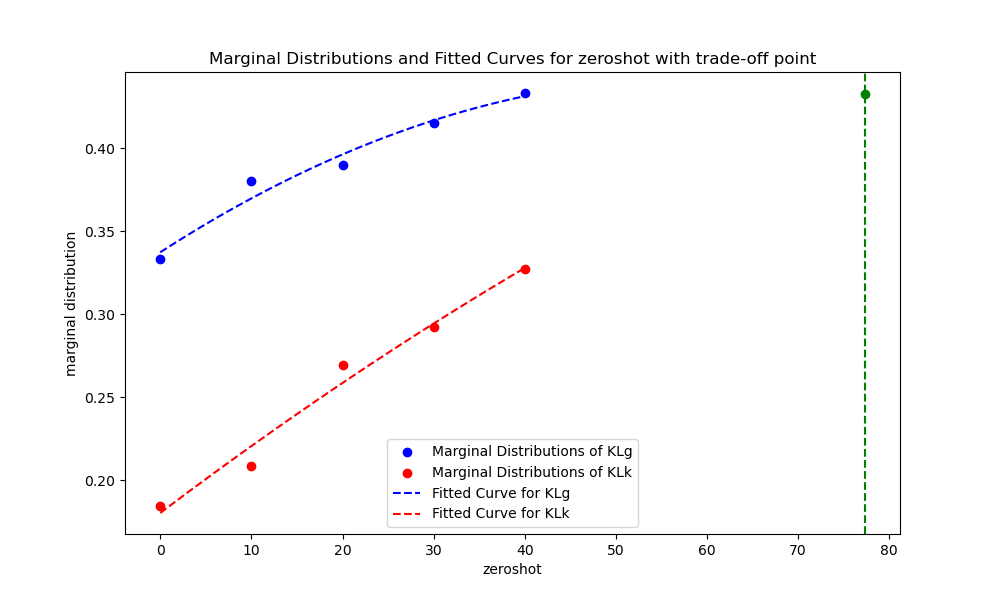 Marginal Distributions and Fitted Curves for zeroshot with trade-off point
marginal distribution
0.40
0.35
0.30
0.25
0.20
Marginal Distributions of KLg
Marginal Distributions of KLk
Fitted Curve for KLg
Fitted Curve for KLk
0 10 20 30 40 50 60 70 80
zeroshot